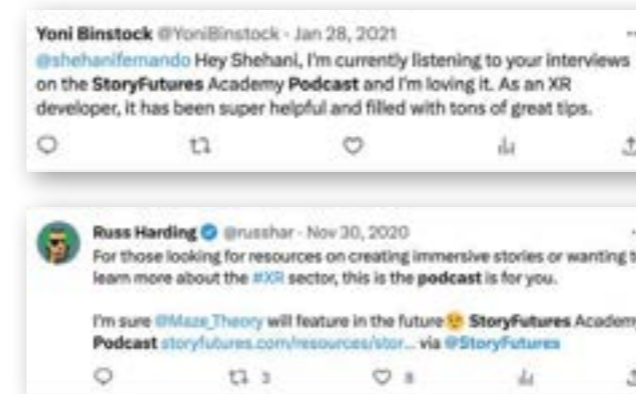 Yoni Binstock @YoniBinstock · Jan 28, 2021
@shehanifernando Hey Shehani, I'm currently listening to your interviews
on the StoryFutures Academy Podcast and I'm loving it. As an XR
developer, it has been super helpful and filled with tons of great tips.
Russ Harding @russhar · Nov 30, 2020
For those looking for resources on creating immersive stories or wanting
learn more about the #XR sector, this is the podcast is for you.
I'm sure @Maze_Theory will feature in the future StoryFutures Academy
Podcast storyfutures.com/resources/stor... via @StoryFutures
3 8